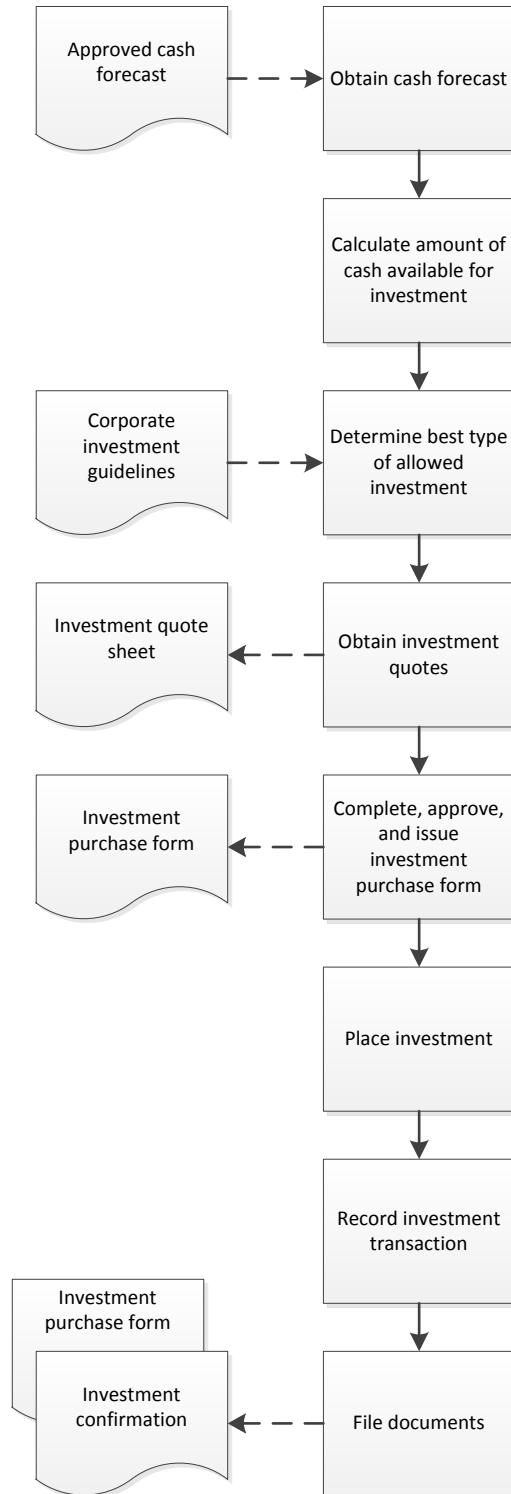 Approved cash
forecast
Obtain cash forecast
Calculate amount of
cash available for
investment
Corporate
investment
guidelines
Determine best type
of allowed
investment
Investment quote
sheet
Obtain investment
quotes
Investment
purchase form
Complete, approve,
and issue
investment
purchase form
Place investment
Record investment
transaction
Investment
purchase form
Investment
confirmation
File documents